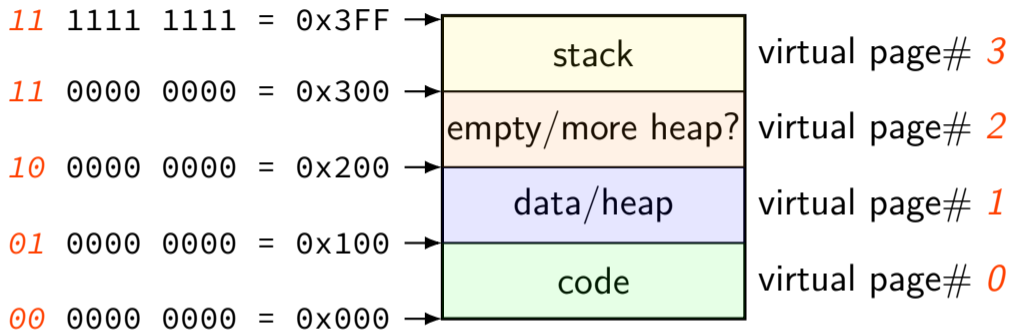 11 1111 1111 = 0x3FF
stack
virtual page# 3
11 0000 0000 = 0x300
empty/more heap?
virtual page# 2
10 0000 0000 = 0x200
data/heap
virtual page# 1
01 0000 0000 = 0x100
code
virtual page# 0
00 0000 0000 = 0x000